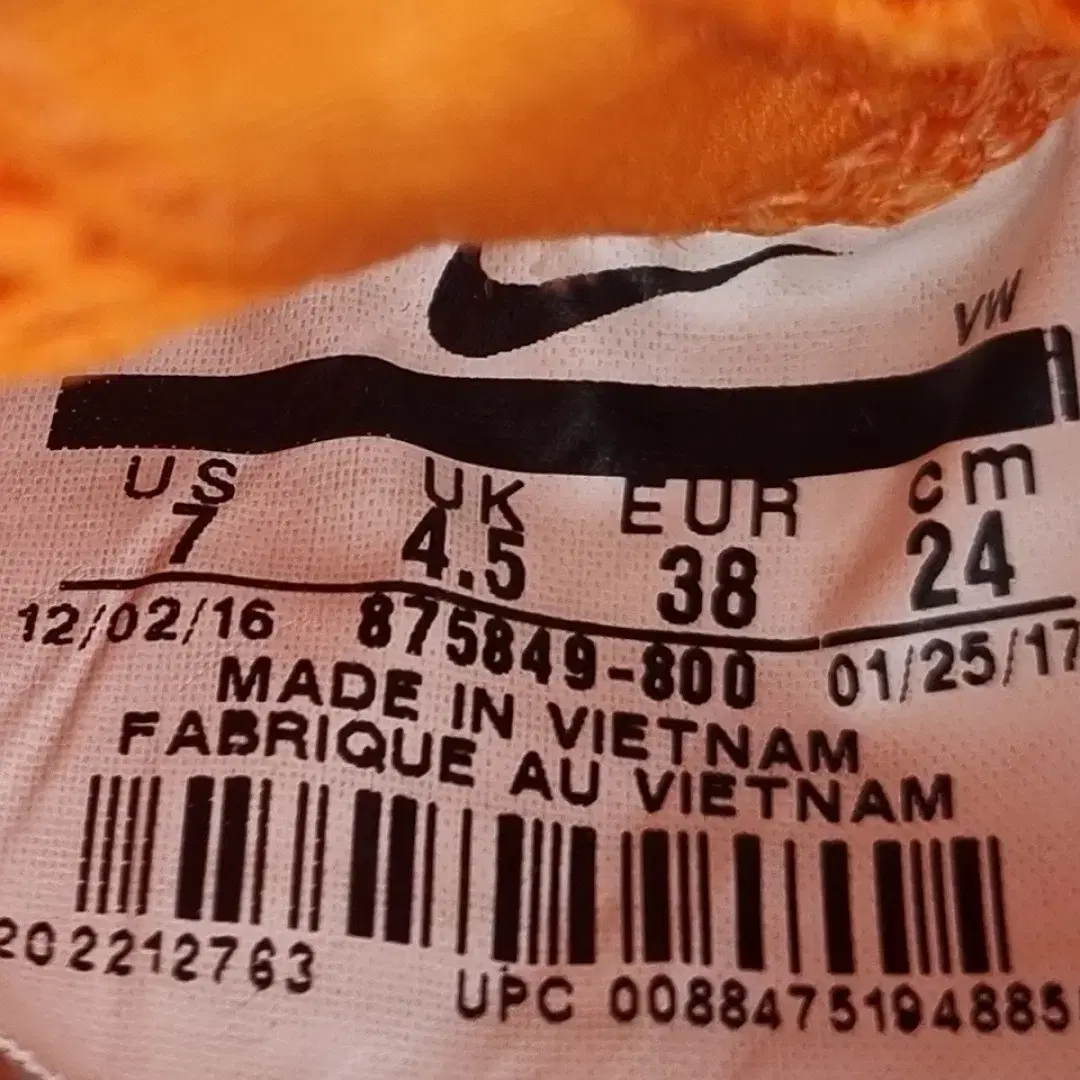 VW
US UK EUR cm
7 4.5 38 24
12/02/16 875849-800 01/25/17
MADE IN VIETNAM
FABRIQUE AU VIETNAM
202212763
UPC 0088475194885